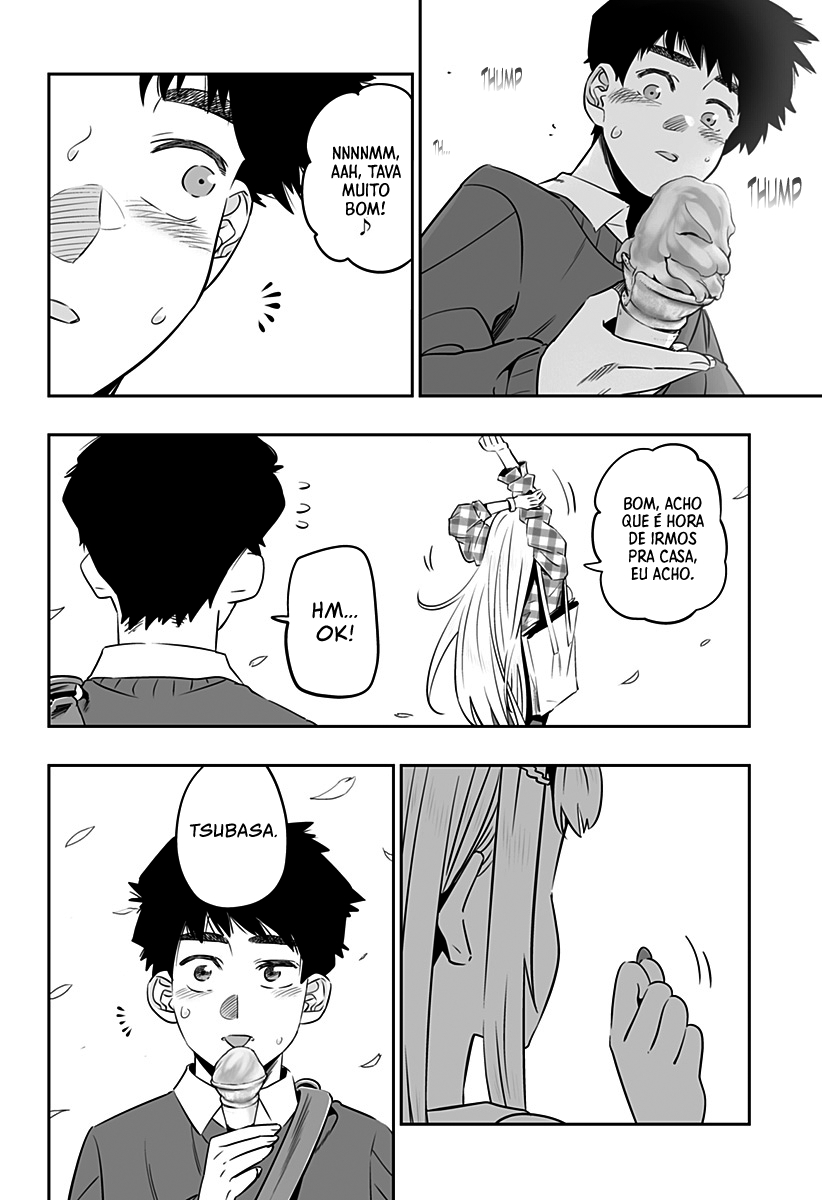 THUMP
TH...
THUMP
NNNNMM,
AAH, TAVA
MUITO
BOM!
♪
BOM, ACHO
QUE É HORA
DE IRMOS
PRA CASA,
EU ACHO.
HM...
OK!
TSUBASA.